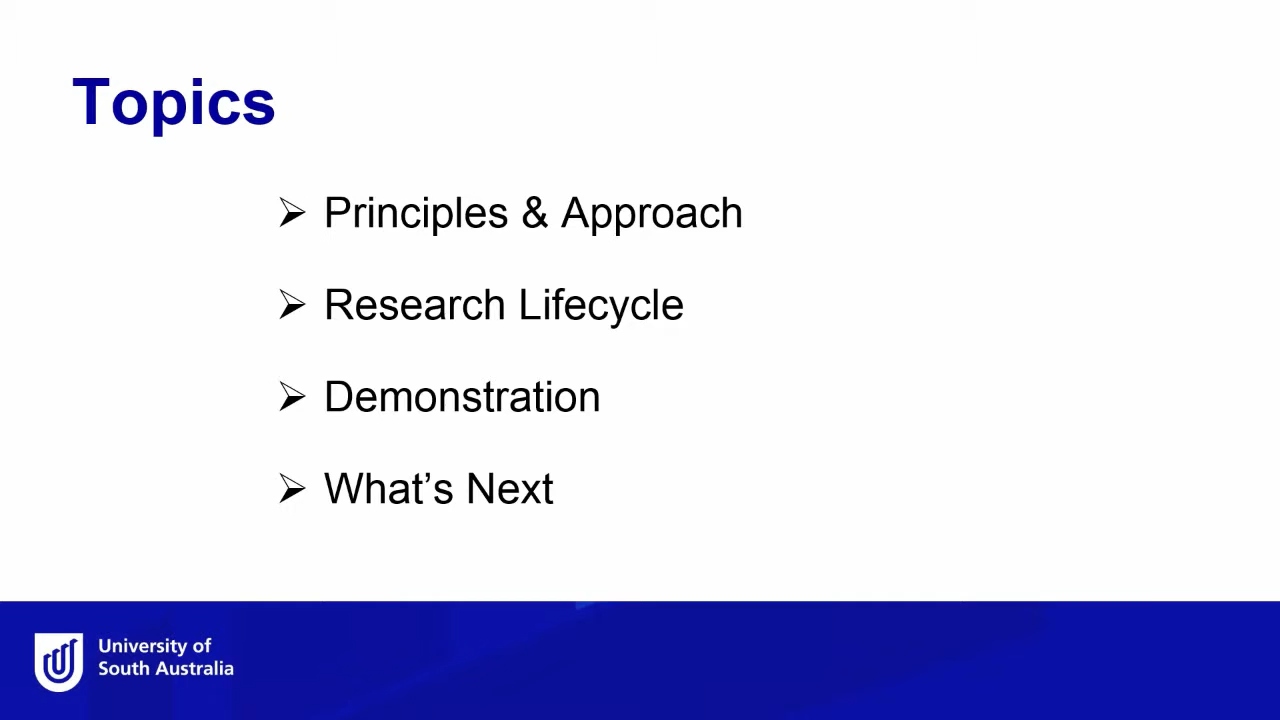 Topics
Principles & Approach
Research Lifecycle
Demonstration
What’s Next
University of
South Australia